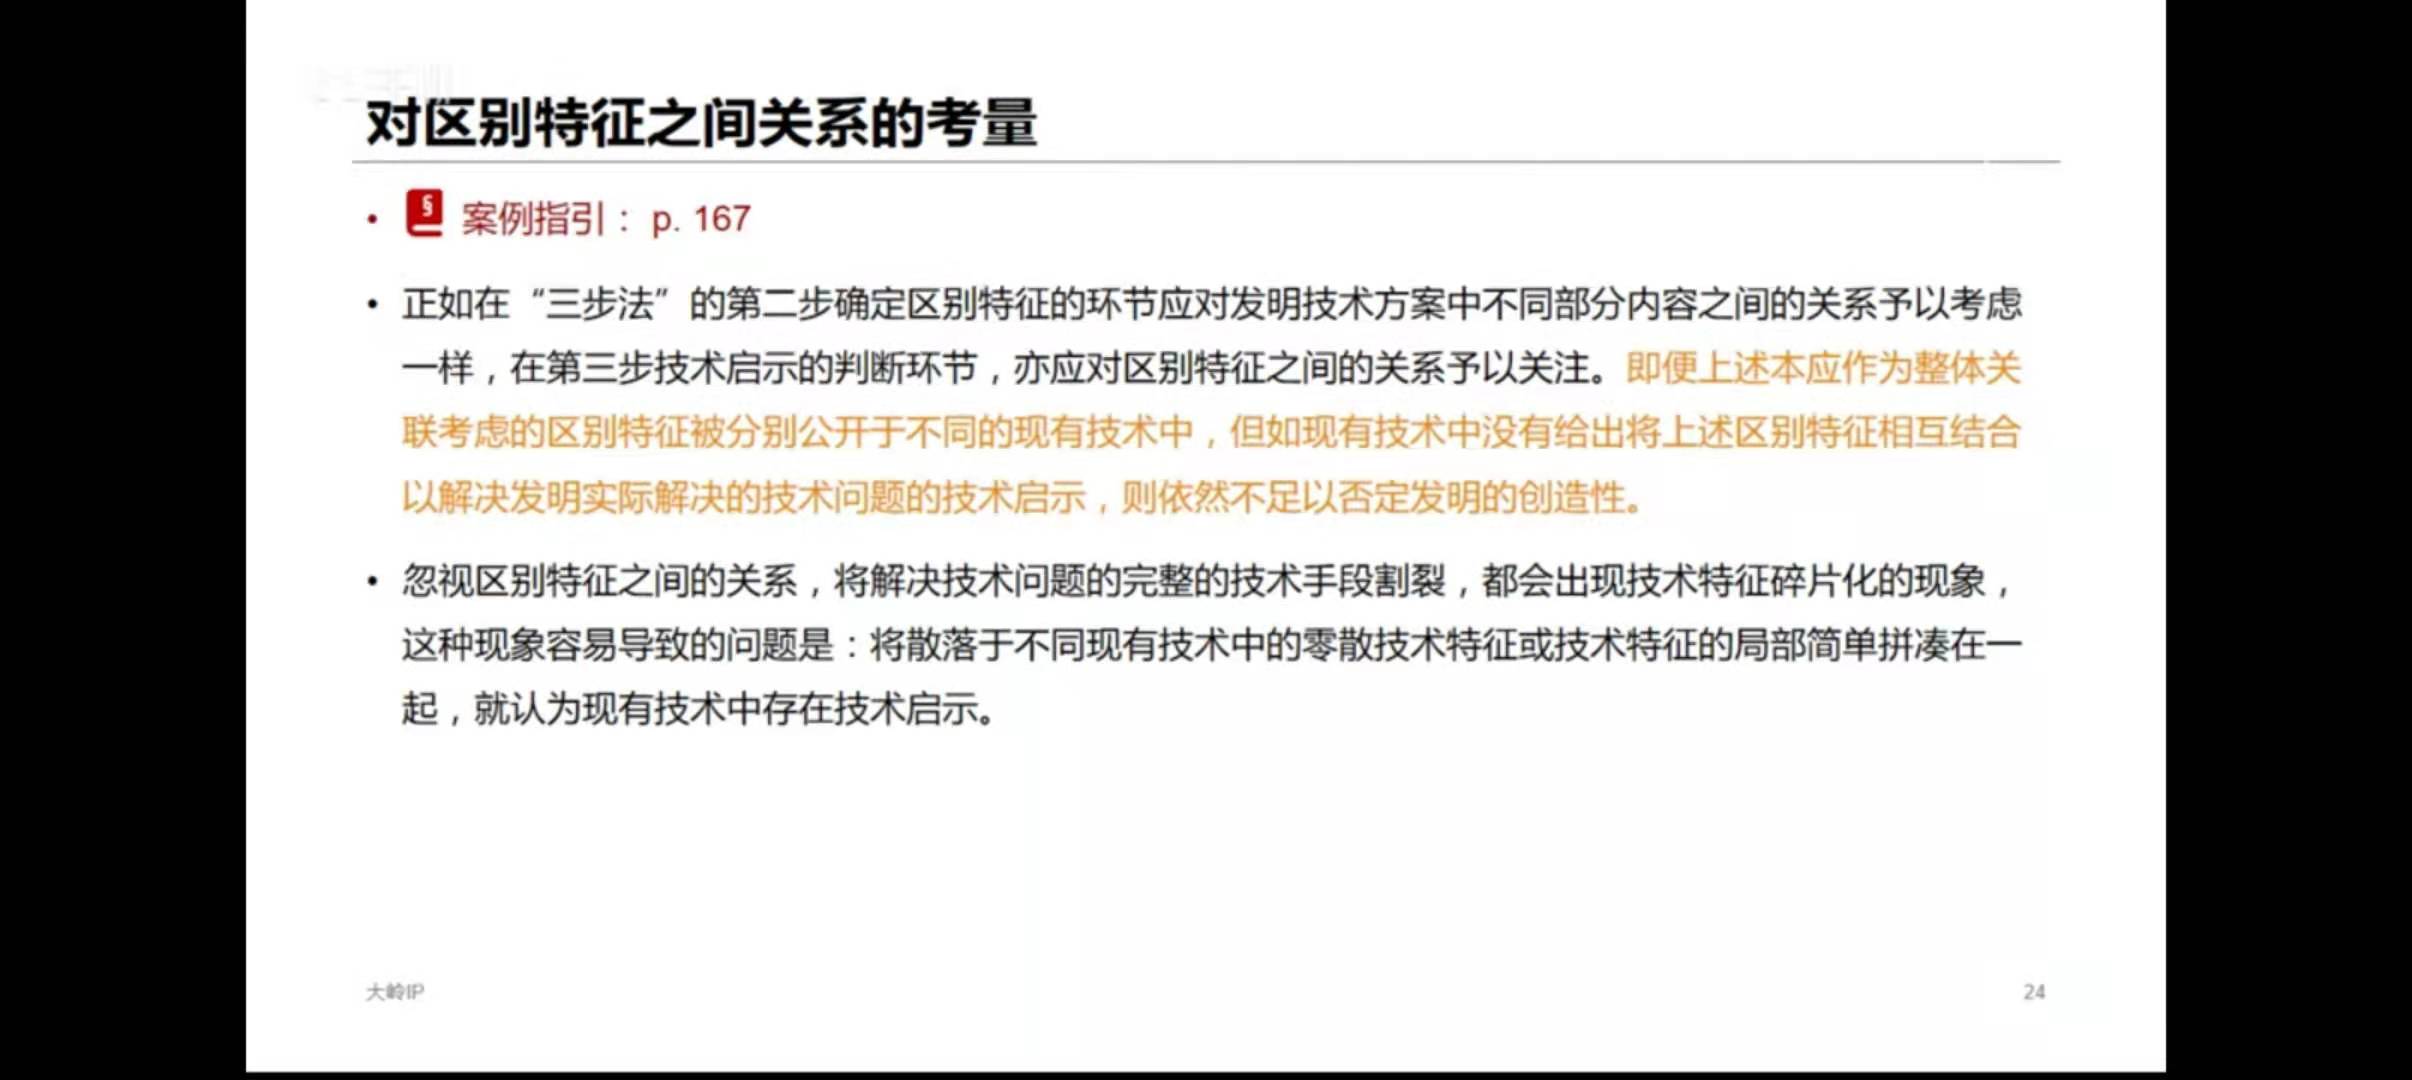 对区别特征之间关系的考量
• § 案例指引： p. 167
• 正如在“三步法”的第二步确定区别特征的环节应对发明技术方案中不同部分内容之间的关系予以考虑
一样，在第三步技术启示的判断环节，亦应对区别特征之间的关系予以关注。即便上述本应作为整体关
联考虑的区别特征被分别公开于不同的现有技术中，但如现有技术中没有给出将上述区别特征相互结合
以解决发明实际解决的技术问题的技术启示，则依然不足以否定发明的创造性。
• 忽视区别特征之间的关系，将解决技术问题的完整的技术手段割裂，都会出现技术特征碎片化的现象，
这种现象容易导致的问题是：将散落于不同现有技术中的零散技术特征或技术特征的局部简单拼凑在一
起，就认为现有技术中存在技术启示。
大岭IP
24